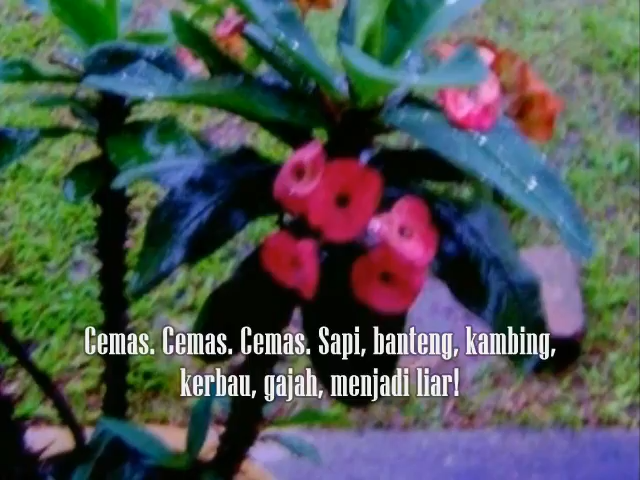 Cemas. Cemas. Cemas. Sapi, banteng, kambing,
kerbau, gajah, menjadi liar!